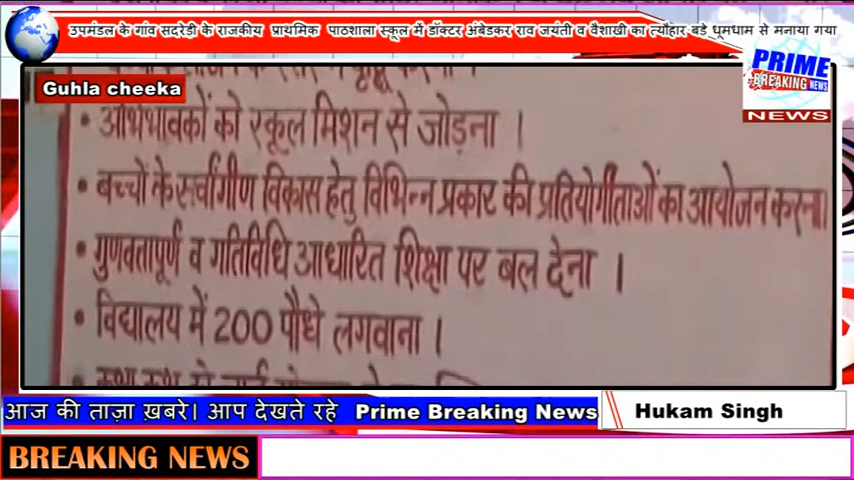 उपमंडल के गांव सदरेड़ी के राजकीय प्राथमिक पाठशाला स्कूल में डॉक्टर अंबेडकर राव जयंती व वैशाखी का त्यौहार बड़े धूमधाम से मनाया गया
PRIME
#BREAKING NEWS
NEWS
Guhla cheeka
• अभिभावकों को स्कूल मिशन से जोड़ना ।
• बच्चों के सर्वांगीण विकास हेतु विभिन्न प्रकार की प्रतियोगीताओं का आयोजन करना।
• गुणवतापूर्ण व गतिविधि आधारित शिक्षा पर बल देना ।
• विद्यालय में 200 पौधे लगवाना ।
आज की ताज़ा ख़बरे। आप देखते रहे Prime Breaking News
Hukam Singh
BREAKING NEWS